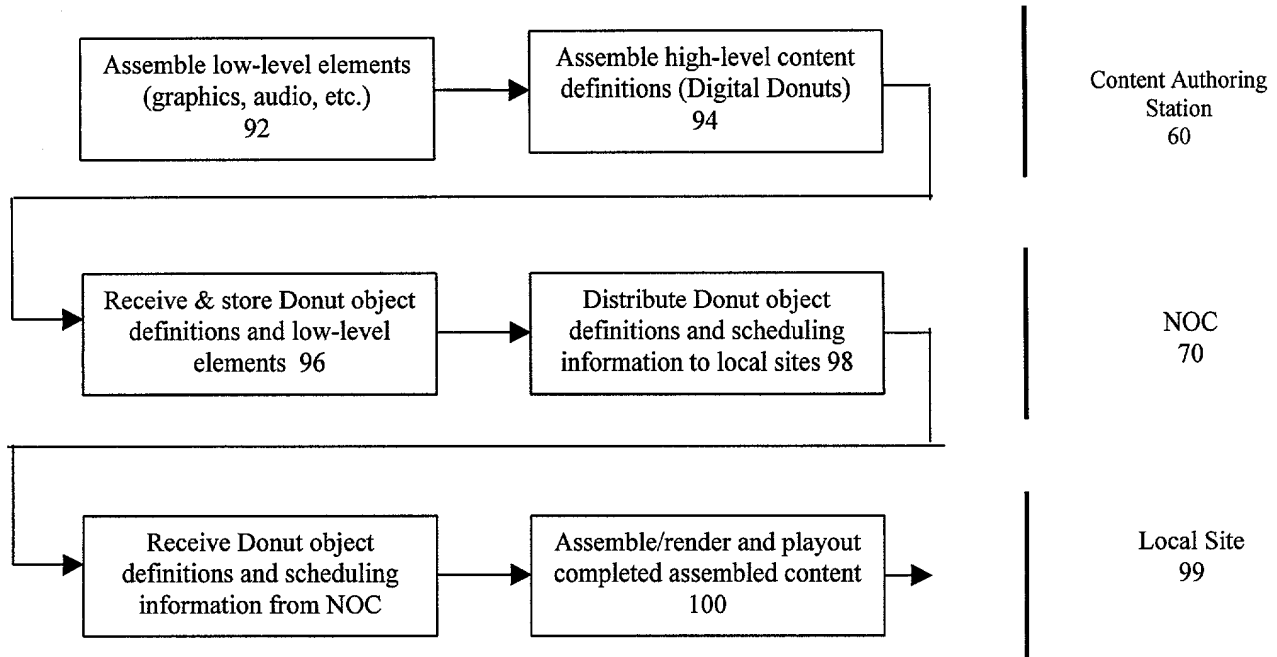 Assemble low-level elements
(graphics, audio, etc.)
92
Assemble high-level content
definitions (Digital Donuts)
94
Content Authoring
Station
60
Receive & store Donut object
definitions and low-level
elements 96
Distribute Donut object
definitions and scheduling
information to local sites 98
NOC
70
Receive Donut object
definitions and scheduling
information from NOC
Assemble/render and playout
completed assembled content
100
Local Site
99